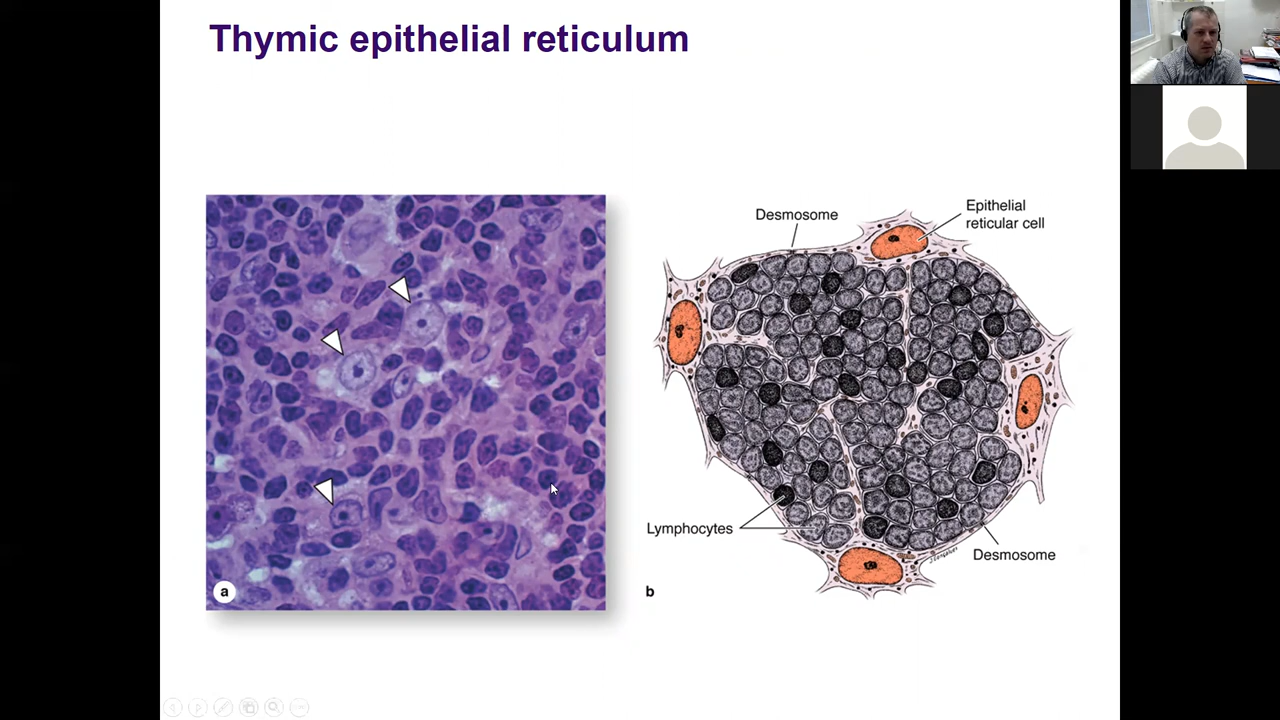 Thymic epithelial reticulum
Desmosome
Epithelial
reticular cell
Lymphocytes
Desmosome
a
b